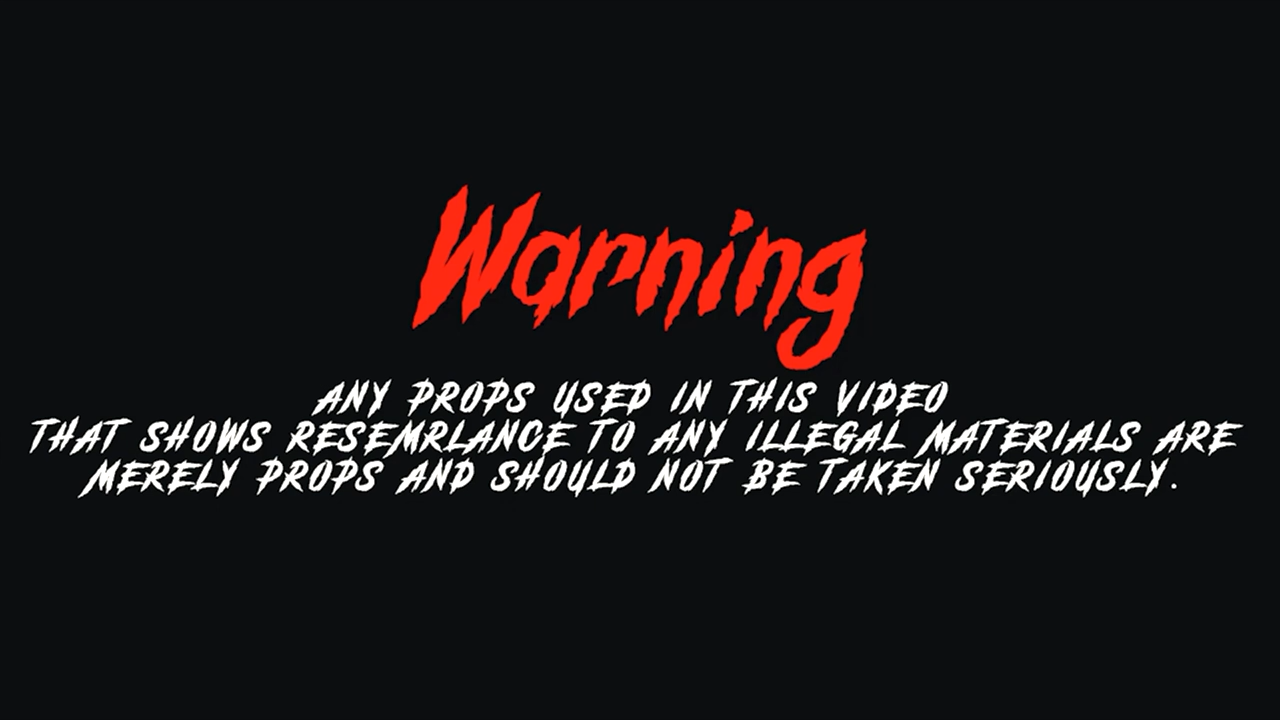 Warning
ANY PROPS USED IN THIS VIDEO
THAT SHOWS RESEMRLANCE TO ANY ILLEGAL MATERIALS ARE
MERELY PROPS AND SHOULD NOT BE TAKEN SERIOUSLY.